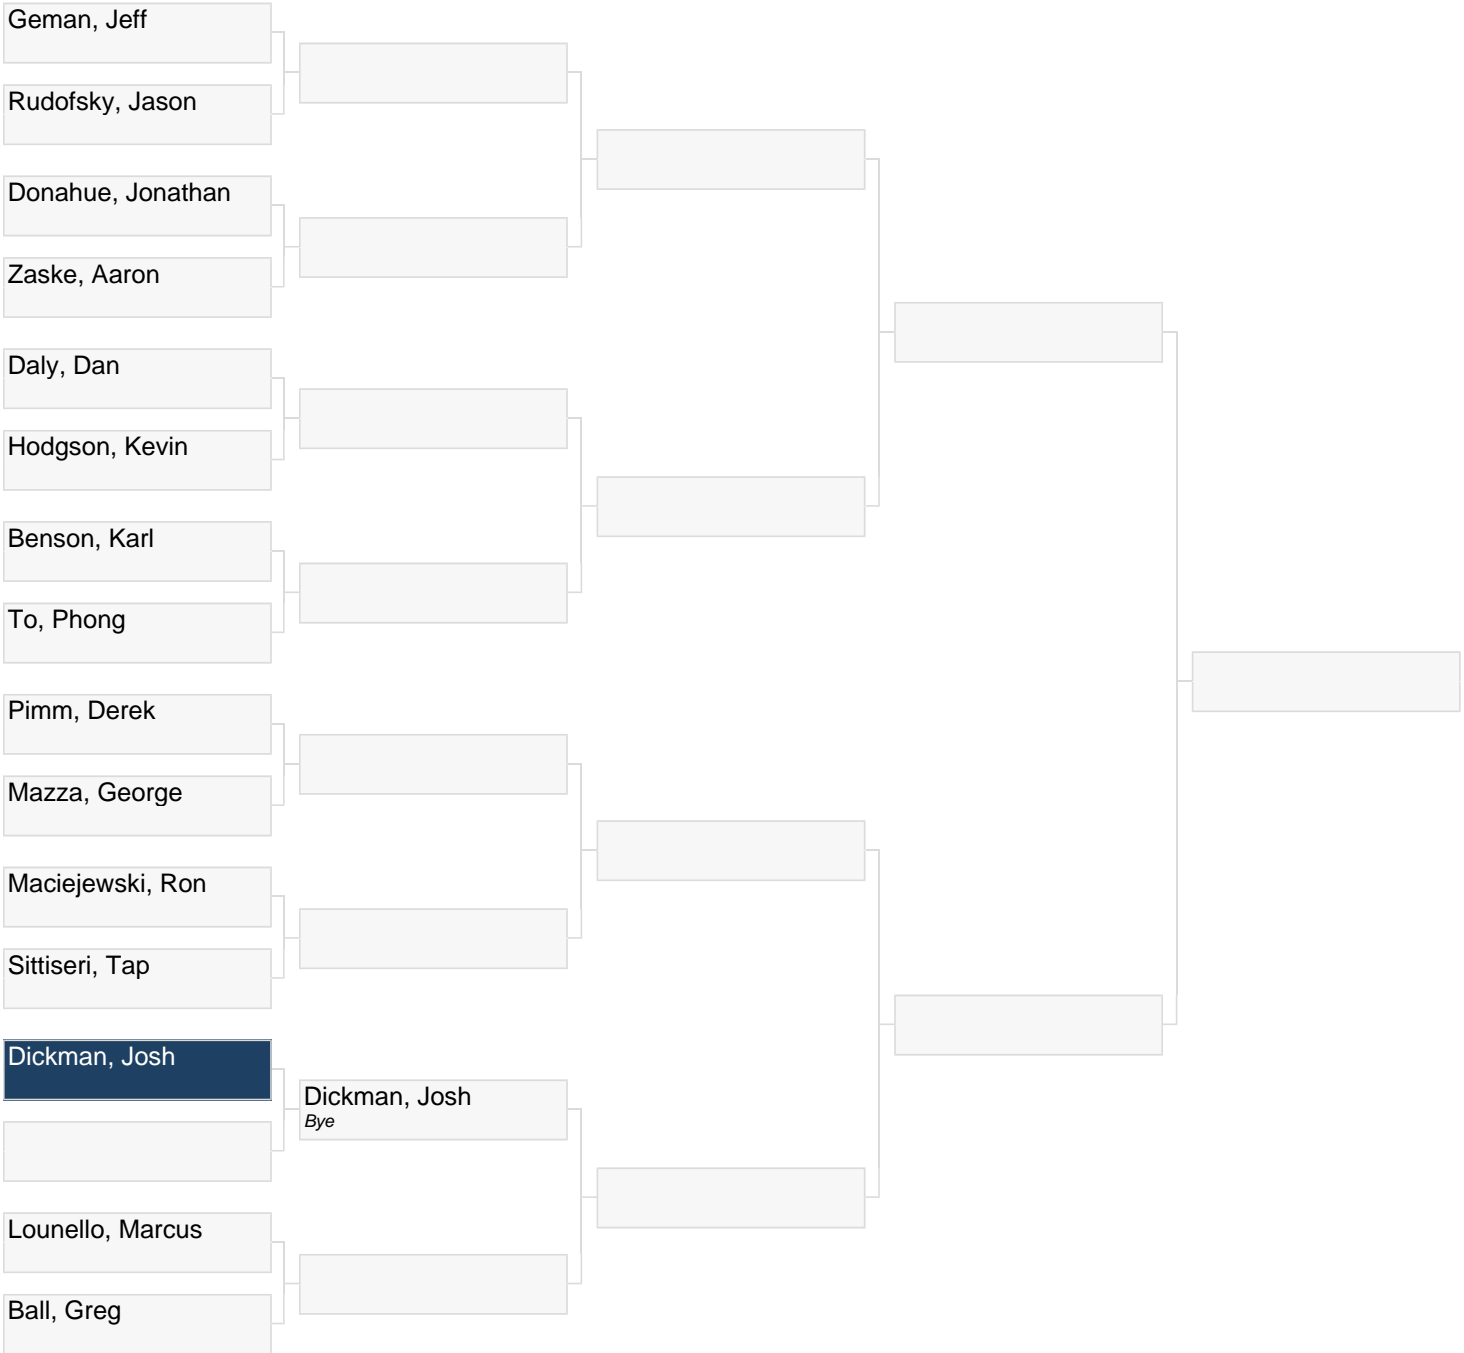 Geman, Jeff
Rudofsky, Jason
Donahue, Jonathan
Zaske, Aaron
Daly, Dan
Hodgson, Kevin
Benson, Karl
To, Phong
Pimm, Derek
Mazza, George
Maciejewski, Ron
Sittiseri, Tap
Dickman, Josh
Dickman, Josh
Bye
Lounello, Marcus
Ball, Greg